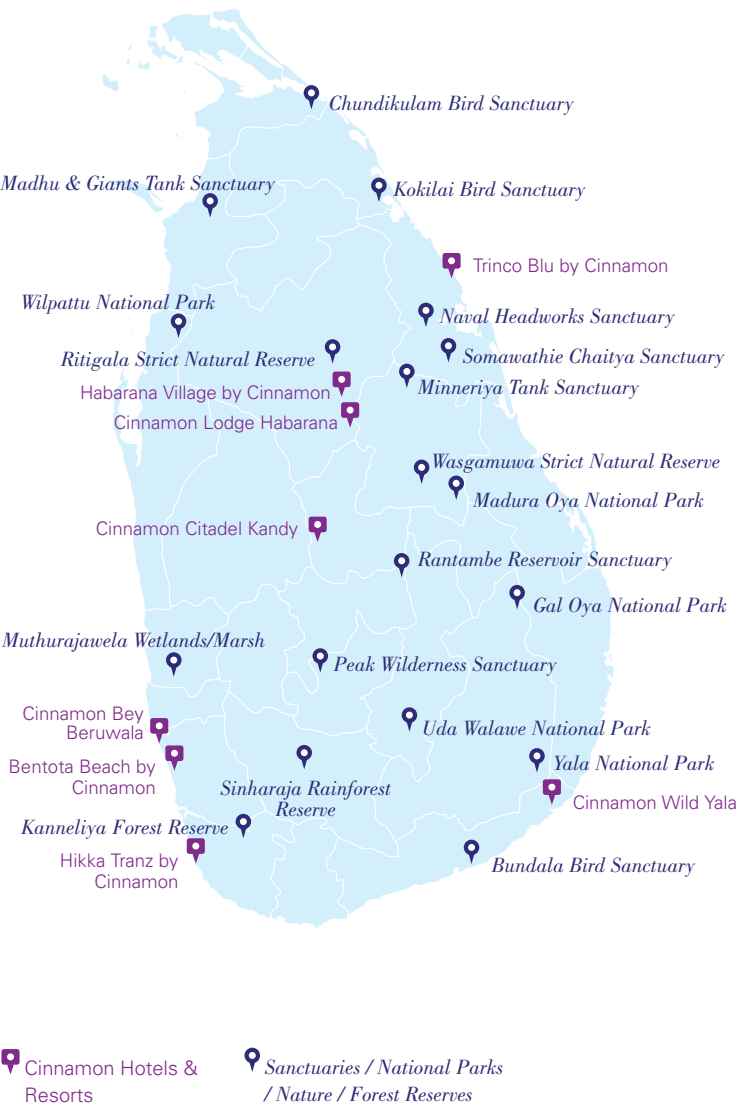 Chundikulam Bird Sanctuary
Madhu & Giants Tank Sanctuary
Kokilai Bird Sanctuary
Trinco Blu by Cinnamon
Wilpattu National Park
Naval Headworks Sanctuary
Ritigala Strict Natural Reserve
Somawathie Chaitya Sanctuary
Habarana Village by Cinnamon
Minneriya Tank Sanctuary
Cinnamon Lodge Habarana
Wasgamuwa Strict Natural Reserve
Madura Oya National Park
Cinnamon Citadel Kandy
Rantambe Reservoir Sanctuary
Gal Oya National Park
Muthurajawela Wetlands/Marsh
Peak Wilderness Sanctuary
Cinnamon Bey
Beruwala
Uda Walawe National Park
Bentota Beach by
Cinnamon
Yala National Park
Sinharaja Rainforest
Reserve
Cinnamon Wild Yala
Kanneliya Forest Reserve
Hikka Tranz by
Cinnamon
Bundala Bird Sanctuary
Cinnamon Hotels &
Resorts
Sanctuaries / National Parks
/ Nature / Forest Reserves